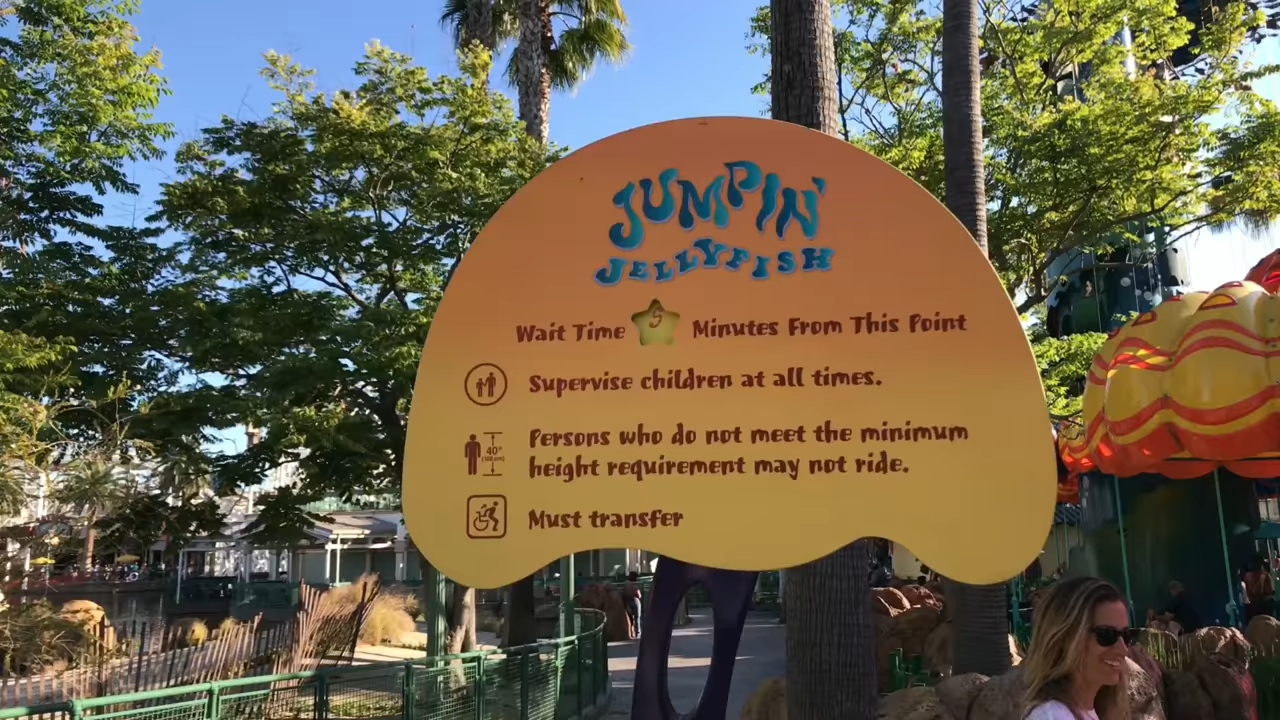 JUMPIN'
JELLYFISH
Wait Time 5 Minutes From This Point
Supervise children at all times.
40"
Persons who do not meet the minimum
height requirement may not ride.
Must transfer